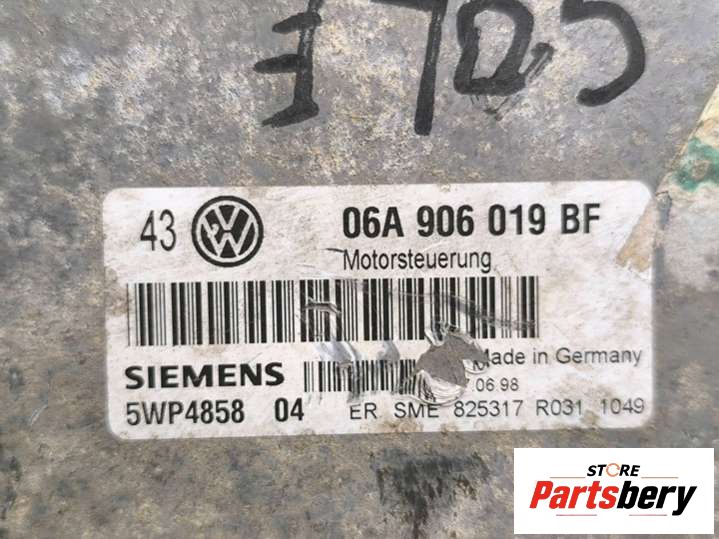 43 06A 906 019 BF
Motorsteuerung
Made in Germany
SIEMENS .06.98
5WP4858 04 ER SME 825317 R031 1049
STORE
Partsbery